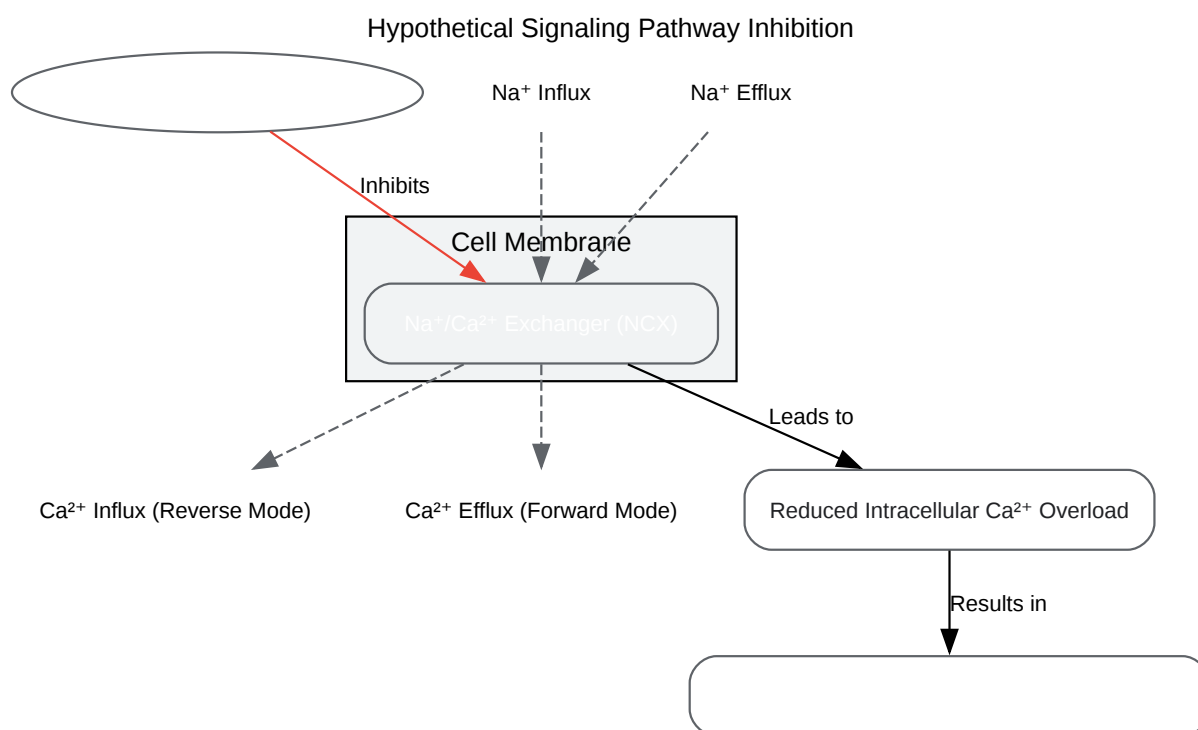 Hypothetical Signaling Pathway Inhibition
Na⁺ Influx
Na⁺ Efflux
Inhibits
Cell Membrane
Na⁺/Ca²⁺ Exchanger (NCX)
Leads to
Ca²⁺ Influx (Reverse Mode)
Ca²⁺ Efflux (Forward Mode)
Reduced Intracellular Ca²⁺ Overload
Results in